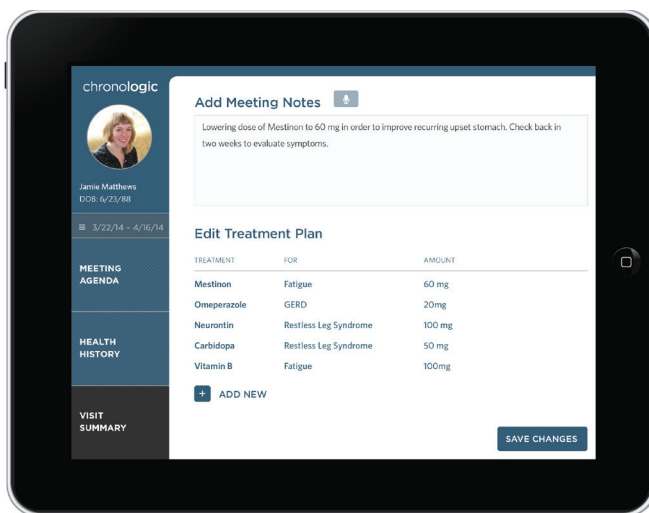 chronologic
Jamie Matthews
DOB: 6/23/88
3/22/14 – 4/16/14
MEETING
AGENDA
HEALTH
HISTORY
VISIT
SUMMARY
Add Meeting Notes
Lowering dose of Mestinon to 60 mg in order to improve recurring upset stomach. Check back in
two weeks to evaluate symptoms.
Edit Treatment Plan
TREATMENT FOR AMOUNT
Mestinon Fatigue 60 mg
Omeperazole GERD 20mg
Neurontin Restless Leg Syndrome 100 mg
Carbidopa Restless Leg Syndrome 50 mg
Vitamin B Fatigue 100mg
+ ADD NEW
SAVE CHANGES